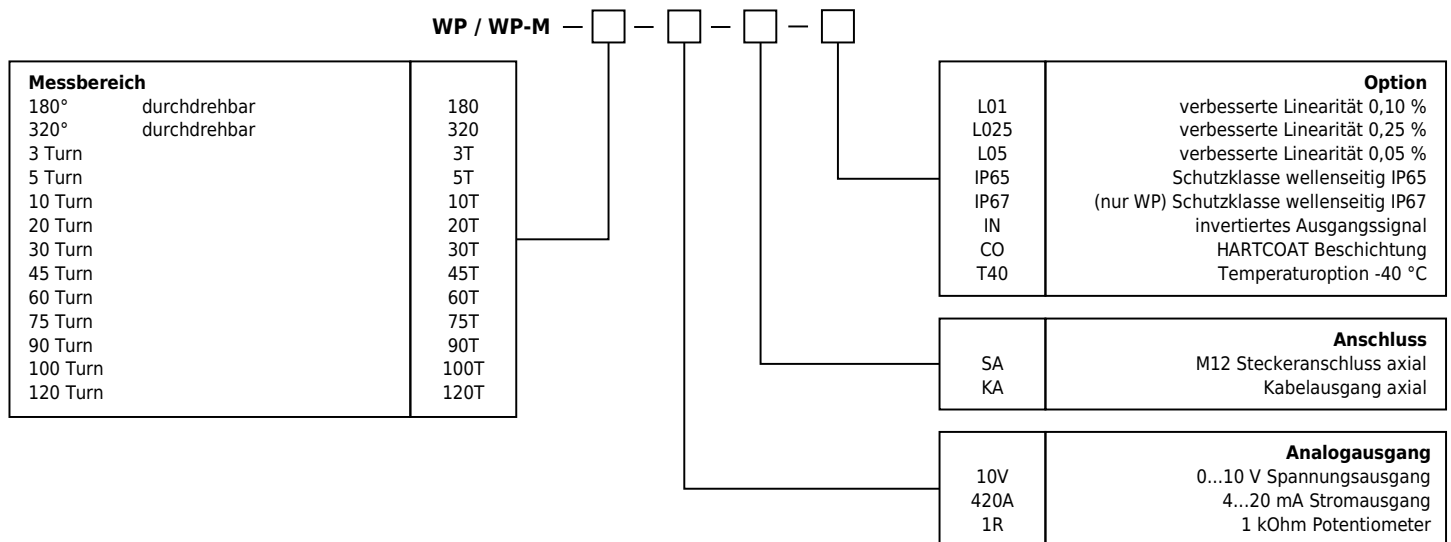 WP / WP-M — — — —
Messbereich
180° durchdrehbar 180
320° durchdrehbar 320
3 Turn 3T
5 Turn 5T
10 Turn 10T
20 Turn 20T
30 Turn 30T
45 Turn 45T
60 Turn 60T
75 Turn 75T
90 Turn 90T
100 Turn 100T
120 Turn 120T
Option
L01 verbesserte Linearität 0,10 %
L025 verbesserte Linearität 0,25 %
L05 verbesserte Linearität 0,05 %
IP65 Schutzklasse wellenseitig IP65
IP67 (nur WP) Schutzklasse wellenseitig IP67
IN invertiertes Ausgangssignal
CO HARTCOAT Beschichtung
T40 Temperaturoption -40 °C
Anschluss
SA M12 Steckeranschluss axial
KA Kabelausgang axial
Analogausgang
10V 0...10 V Spannungsausgang
420A 4...20 mA Stromausgang
1R 1 kOhm Potentiometer